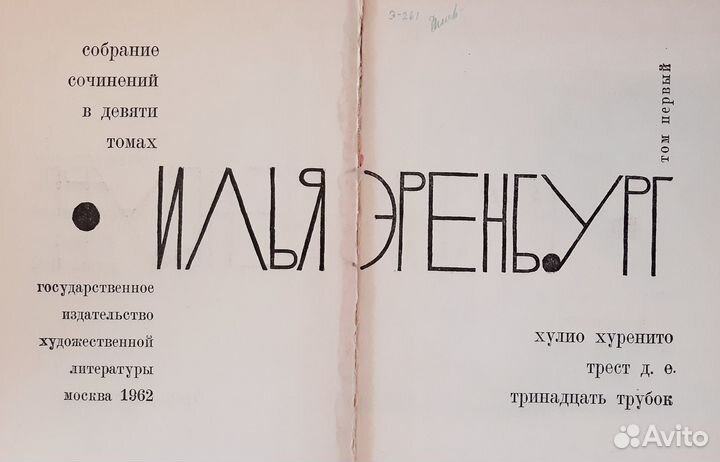 Э-261
собрание
сочинений
в девяти
томах
том первый
ИЛЬЯ ЭРЕНБУРГ
государственное
издательство
художественной
литературы
москва 1962
хулио хуренито
трест д. е.
тринадцать трубок
Avito